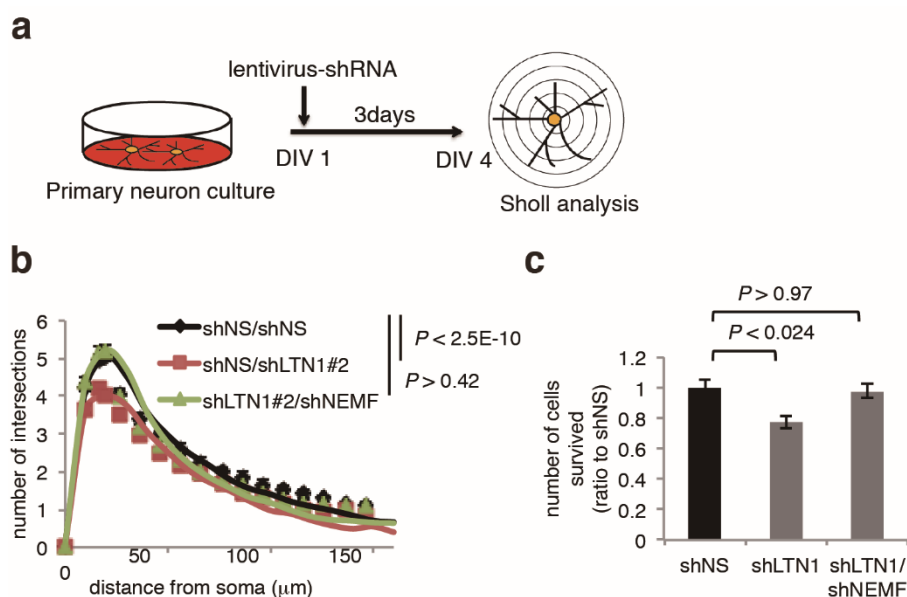 a
lentivirus-shRNA
3days
DIV 1
DIV 4
Primary neuron culture
Sholl analysis
b
number of intersections
6
5
4
3
2
1
0
0
50
100
150
distance from soma (μm)
shNS/shNS
shNS/shLTN1#2
shLTN1#2/shNEMF
P < 2.5E-10
P > 0.42
c
P > 0.97
P < 0.024
number of cells
survived
(ratio to shNS)
1.2
1
0.8
0.6
0.4
0.2
0
shNS
shLTN1
shLTN1/
shNEMF